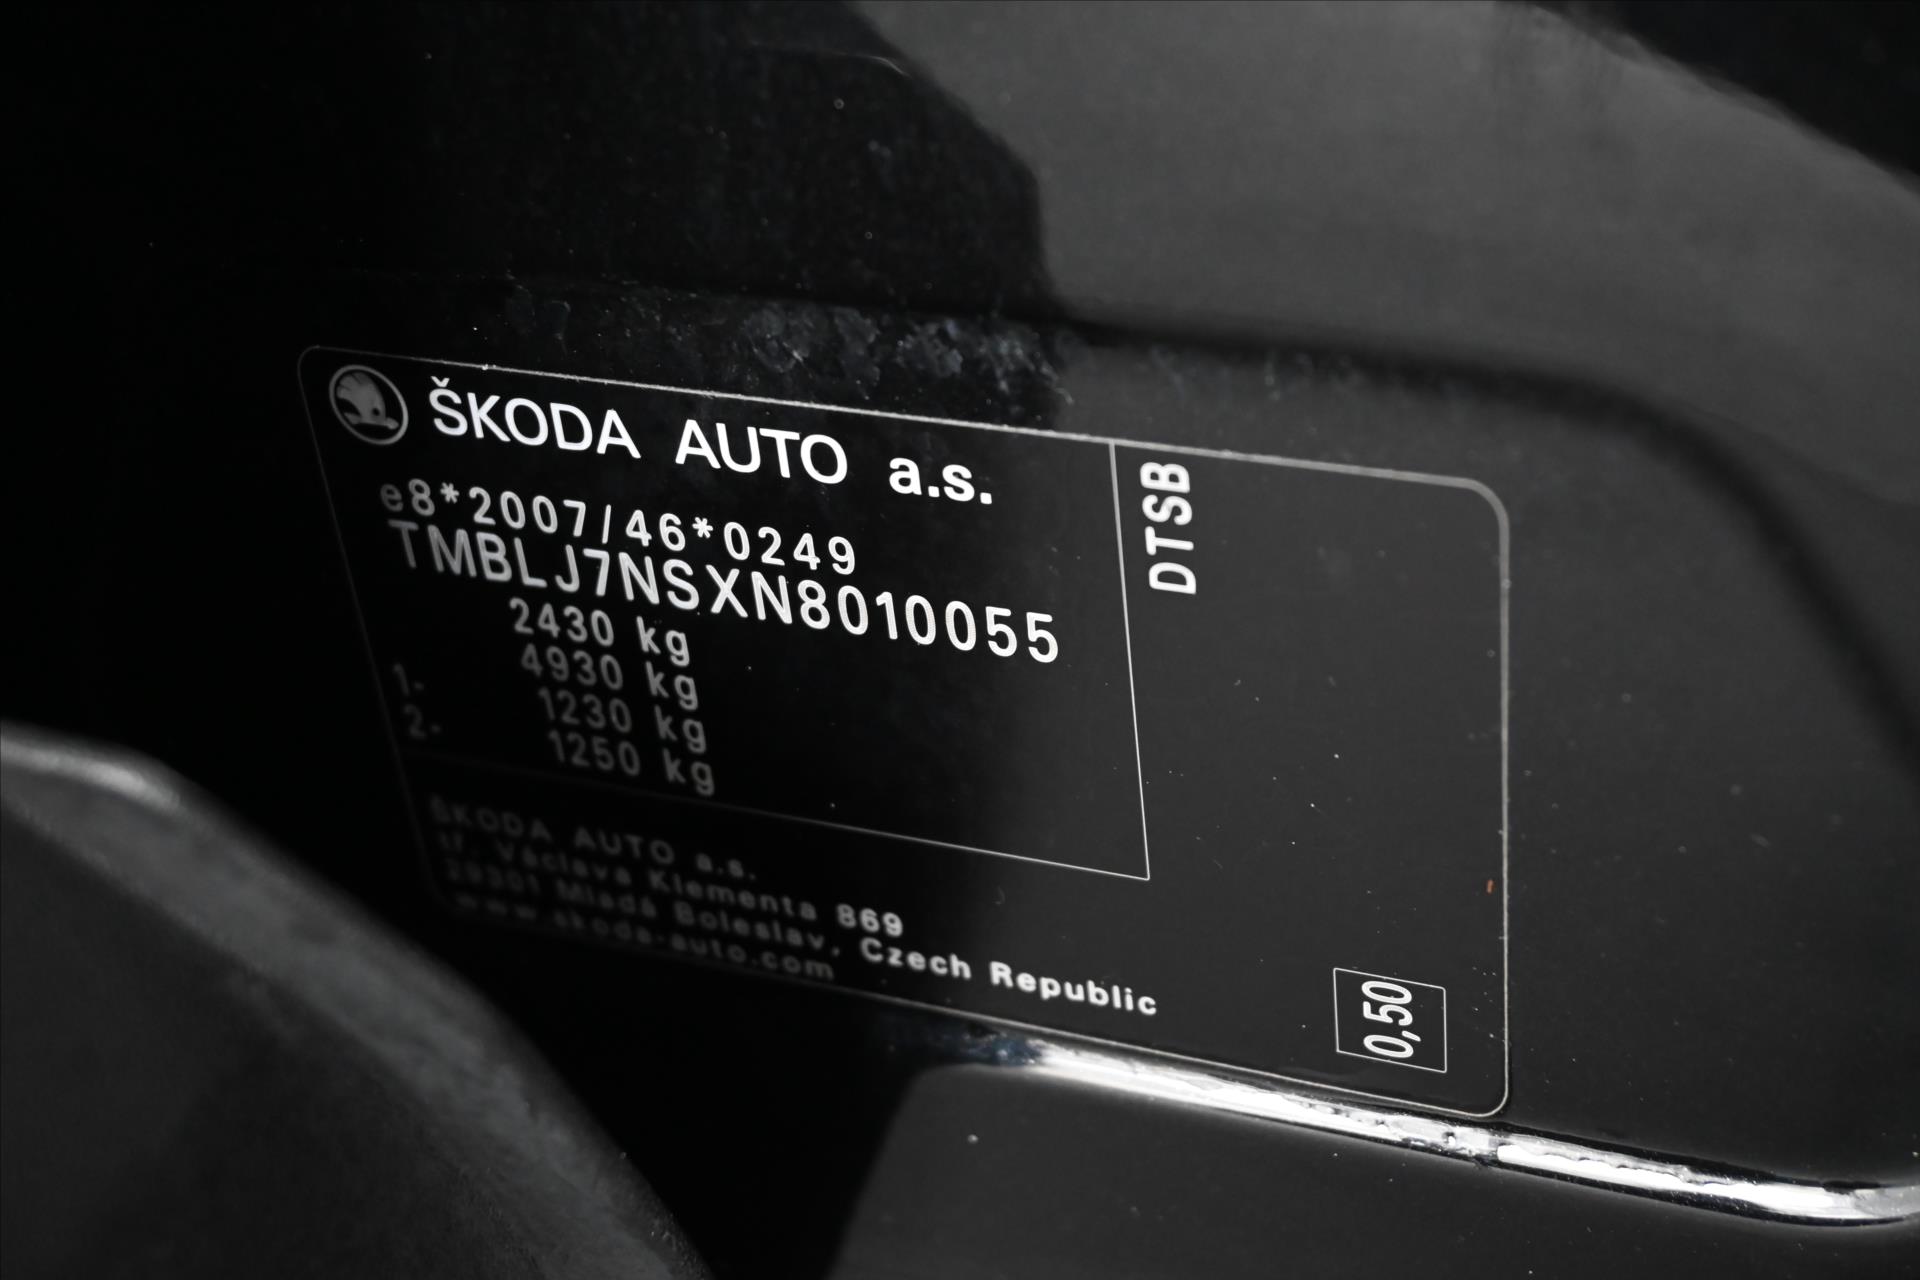 ŠKODA AUTO a.s.
e8*2007/46*0249
TMBLJ7NSXN8010055
2430 kg
4930 kg
1- 1230 kg
2- 1250 kg
DTSB
ŠKODA AUTO a.s.
tř. Václava Klementa 869
29301 Mladá Boleslav, Czech Republic
www.skoda-auto.com
0,50